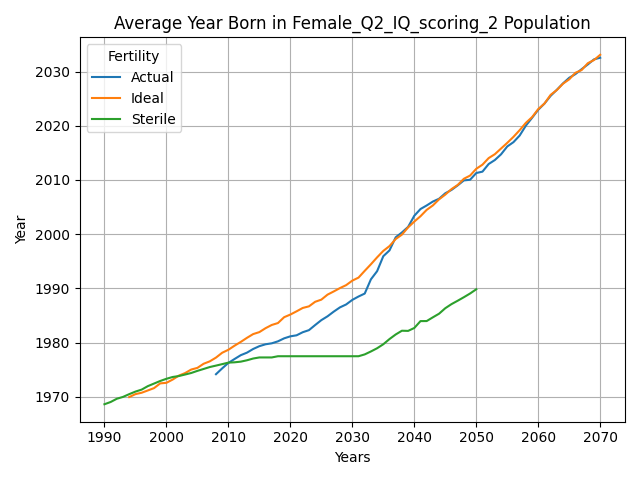 Average Year Born in Female_Q2_IQ_scoring_2 Population
Fertility
Actual
Ideal
Sterile
Year
2030
2020
2010
2000
1990
1980
1970
1990 2000 2010 2020 2030 2040 2050 2060 2070
Years